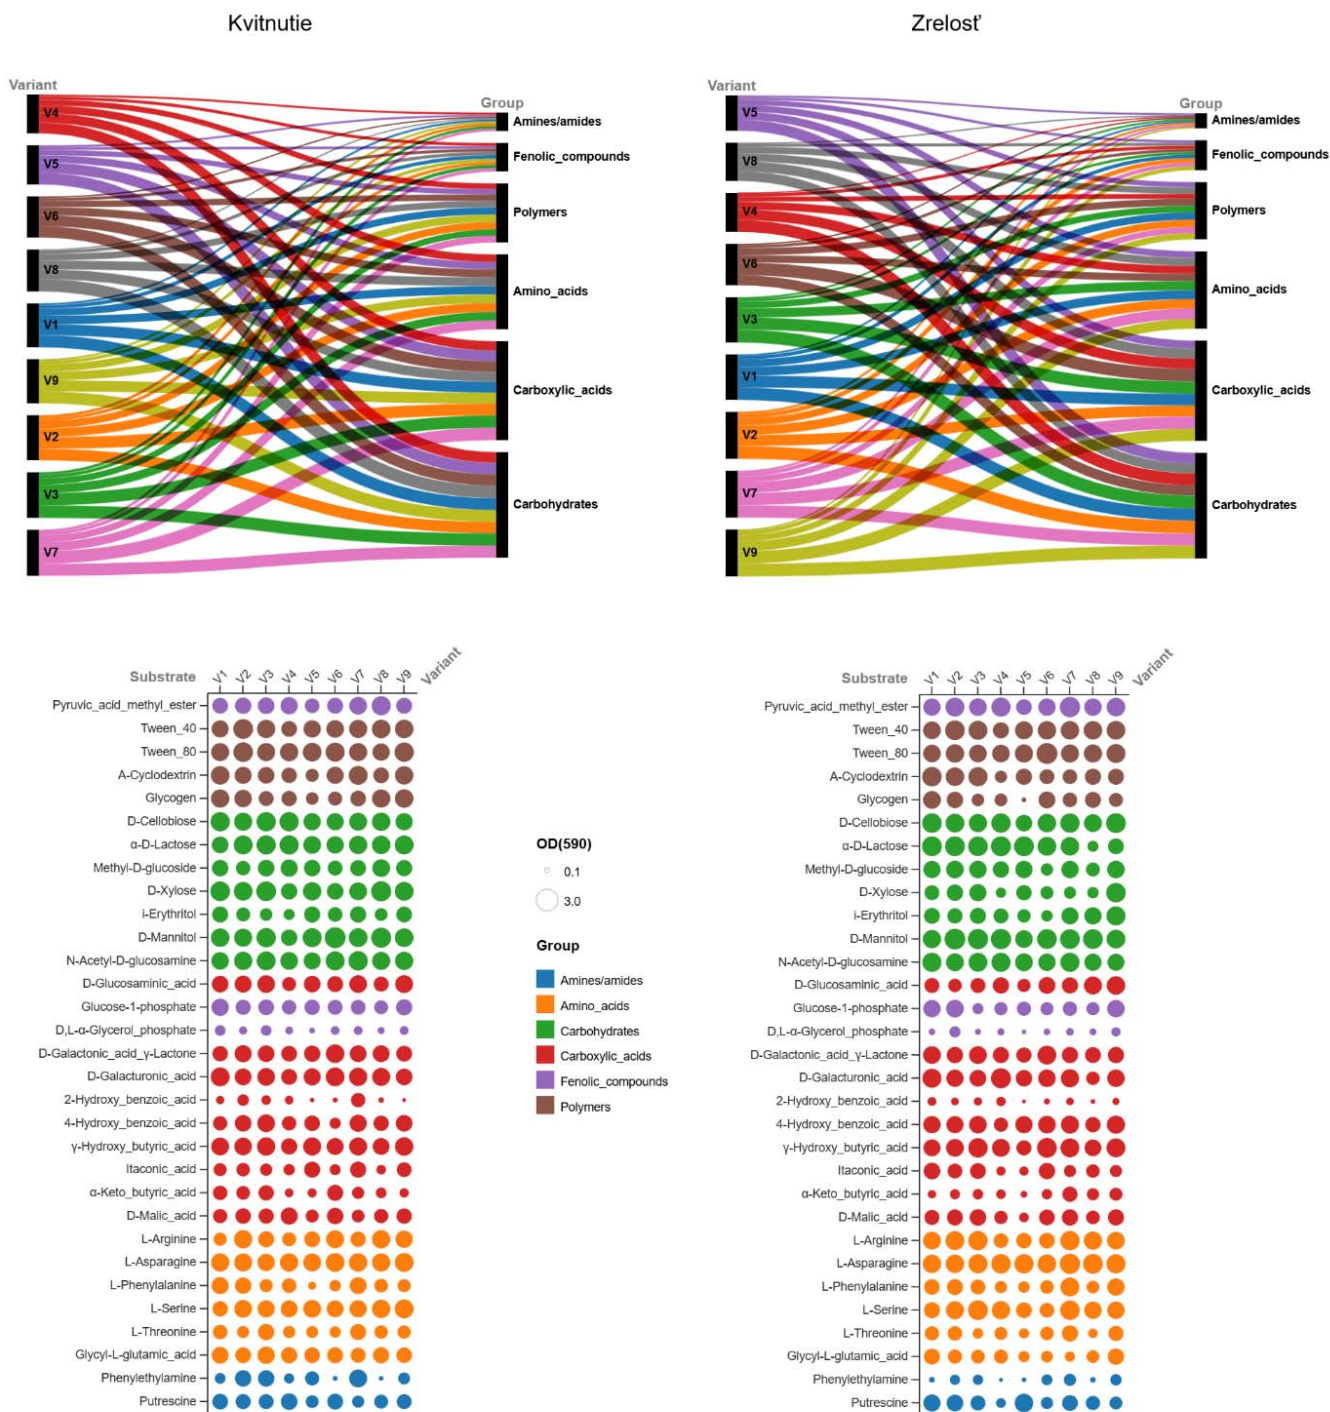 Kvitnutie
Zrelosť
Variant
Group
V4
V5
V6
V8
V1
V9
V2
V3
V7
Amines/amides
Fenolic_compounds
Polymers
Amino_acids
Carboxylic_acids
Carbohydrates
Variant
Group
V5
V8
V4
V6
V3
V1
V2
V7
V9
Amines/amides
Fenolic_compounds
Polymers
Amino_acids
Carboxylic_acids
Carbohydrates
Substrate
V1 V2 V3 V4 V5 V6 V7 V8 V9
Variant
Pyruvic_acid_methyl_ester
Tween_40
Tween_80
A-Cyclodextrin
Glycogen
D-Cellobiose
α-D-Lactose
Methyl-D-glucoside
D-Xylose
i-Erythritol
D-Mannitol
N-Acetyl-D-glucosamine
D-Glucosaminic_acid
Glucose-1-phosphate
D,L-α-Glycerol_phosphate
D-Galactonic_acid_γ-Lactone
D-Galacturonic_acid
2-Hydroxy_benzoic_acid
4-Hydroxy_benzoic_acid
γ-Hydroxy_butyric_acid
Itaconic_acid
α-Keto_butyric_acid
D-Malic_acid
L-Arginine
L-Asparagine
L-Phenylalanine
L-Serine
L-Threonine
Glycyl-L-glutamic_acid
Phenylethylamine
Putrescine
OD(590)
0.1
3.0
Group
Amines/amides
Amino_acids
Carbohydrates
Carboxylic_acids
Fenolic_compounds
Polymers
Substrate
V1 V2 V3 V4 V5 V6 V7 V8 V9
Variant
Pyruvic_acid_methyl_ester
Tween_40
Tween_80
A-Cyclodextrin
Glycogen
D-Cellobiose
α-D-Lactose
Methyl-D-glucoside
D-Xylose
i-Erythritol
D-Mannitol
N-Acetyl-D-glucosamine
D-Glucosaminic_acid
Glucose-1-phosphate
D,L-α-Glycerol_phosphate
D-Galactonic_acid_γ-Lactone
D-Galacturonic_acid
2-Hydroxy_benzoic_acid
4-Hydroxy_benzoic_acid
γ-Hydroxy_butyric_acid
Itaconic_acid
α-Keto_butyric_acid
D-Malic_acid
L-Arginine
L-Asparagine
L-Phenylalanine
L-Serine
L-Threonine
Glycyl-L-glutamic_acid
Phenylethylamine
Putrescine